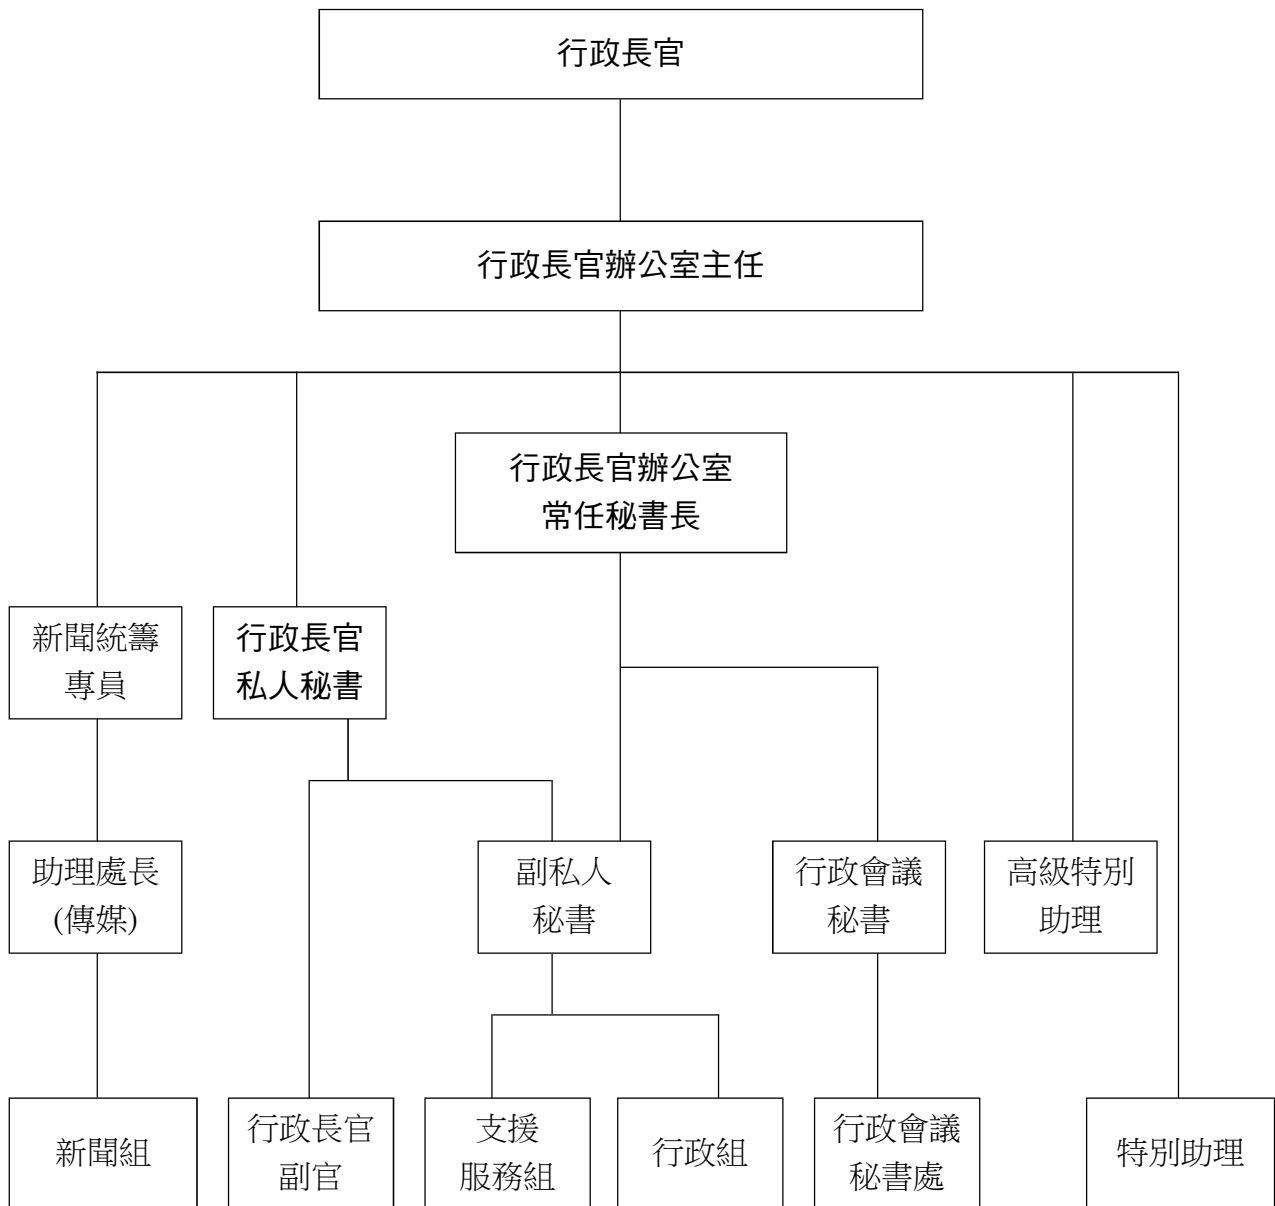 行政長官
行政長官辦公室主任
行政長官辦公室
常任秘書長
新聞統籌
專員
行政長官
私人秘書
助理處長
(傳媒)
副私人
秘書
行政會議
秘書
高級特別
助理
新聞組
行政長官
副官
支援
服務組
行政組
行政會議
秘書處
特別助理